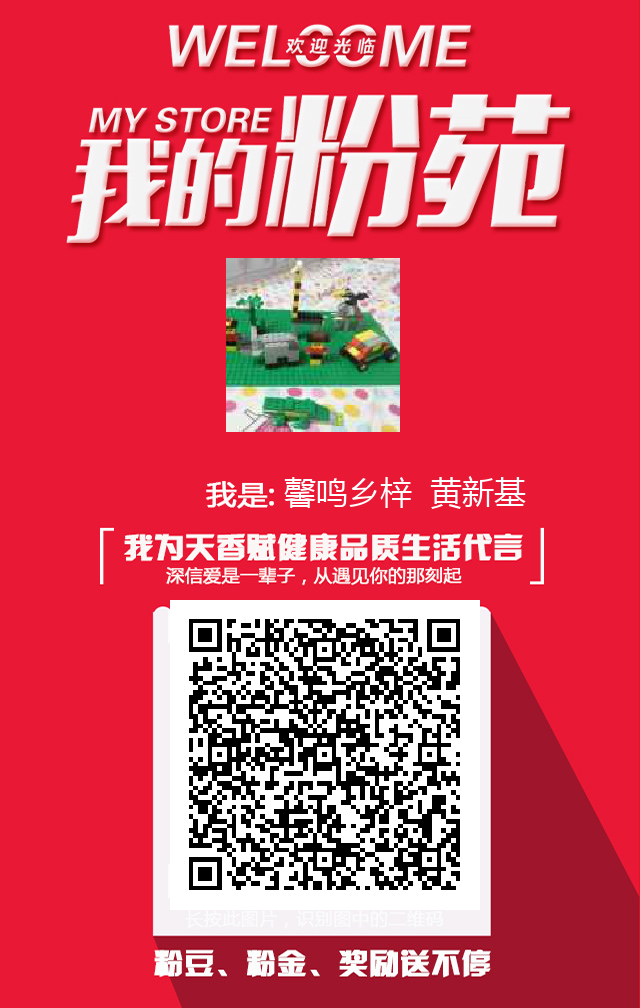 WELCOME
欢迎光临
MY STORE
我的粉苑
我是: 馨鸣乡梓 黄新基
我为天香赋健康品质生活代言
深信爱是一辈子，从遇见你的那刻起
长按此图片，识别图中的二维码
粉豆、粉金、奖励送不停